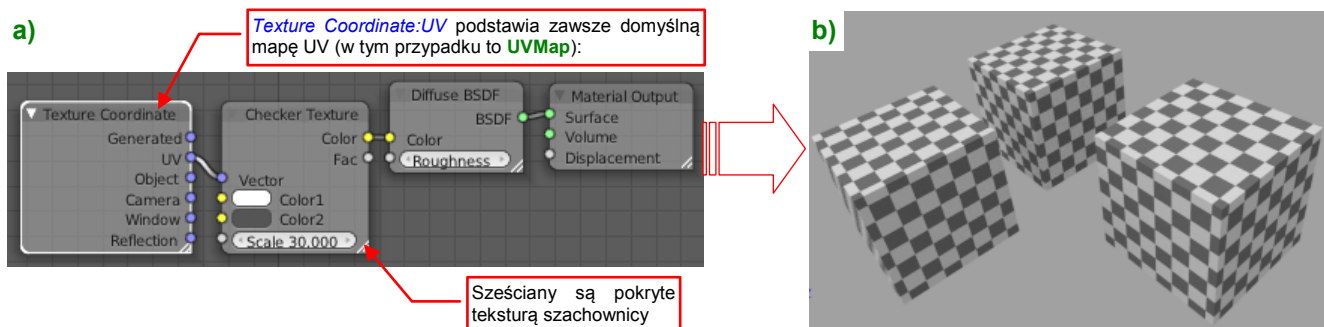 a)
Texture Coordinate:UV podstawia zawsze domyślną
mapę UV (w tym przypadku to UVMap):
Texture Coordinate
Generated
UV
Object
Camera
Window
Reflection
Checker Texture
Color
Fac
Vector
Color1
Color2
Scale 30.000
Diffuse BSDF
BSDF
Color
Roughness
Material Output
Surface
Volume
Displacement
Sześciany są pokryte
teksturą szachownicy
b)